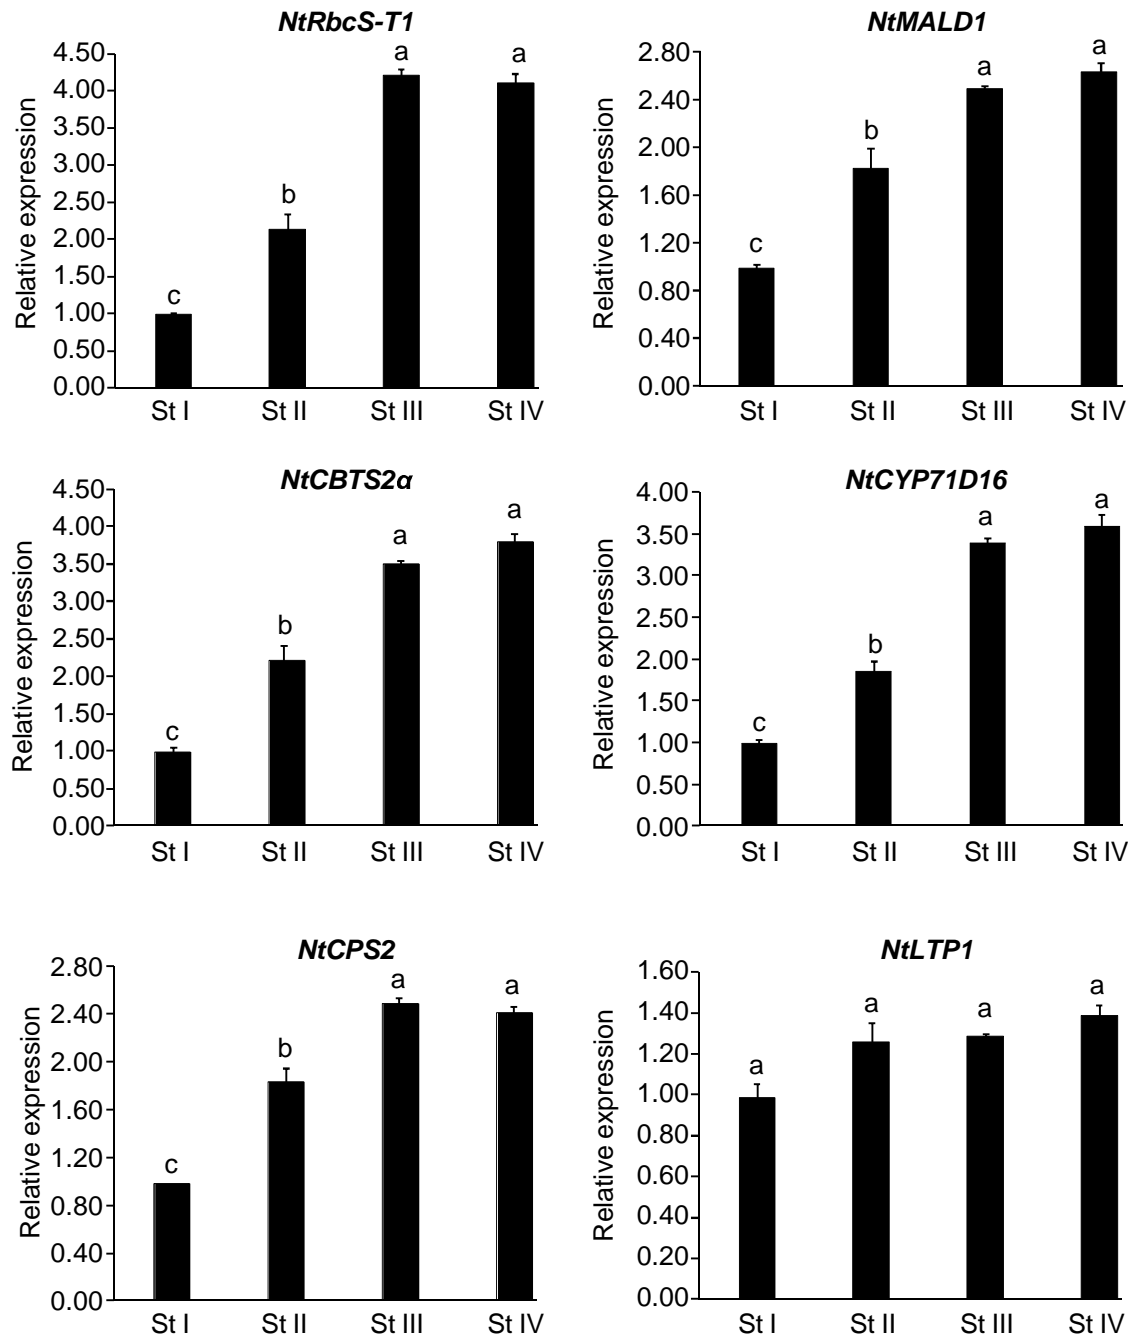 NtRbcS-T1
Relative expression
4.50
4.00
3.50
3.00
2.50
2.00
1.50
1.00
0.50
0.00
c
b
a
a
St I
St II
St III
St IV
NtMALD1
Relative expression
2.80
2.40
2.00
1.60
1.20
0.80
0.40
0.00
c
b
a
a
St I
St II
St III
St IV
NtCBTS2α
Relative expression
4.50
4.00
3.50
3.00
2.50
2.00
1.50
1.00
0.50
0.00
c
b
a
a
St I
St II
St III
St IV
NtCYP71D16
Relative expression
4.00
3.50
3.00
2.50
2.00
1.50
1.00
0.50
0.00
c
b
a
a
St I
St II
St III
St IV
NtCPS2
Relative expression
2.80
2.40
2.00
1.60
1.20
0.80
0.40
0.00
c
b
a
a
St I
St II
St III
St IV
NtLTP1
Relative expression
1.60
1.40
1.20
1.00
0.80
0.60
0.40
0.20
0.00
a
a
a
a
St I
St II
St III
St IV